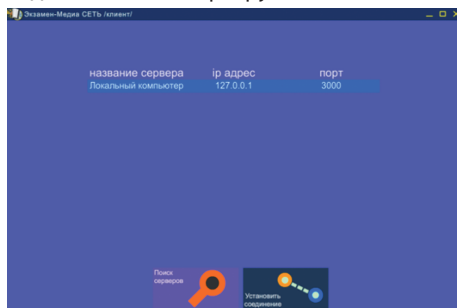 Экзамен-Медиа СЕТЬ /клиент/
название сервера ip адрес порт
Локальный компьютер 127.0.0.1 3000
Поиск
серверов
Установить
соединение